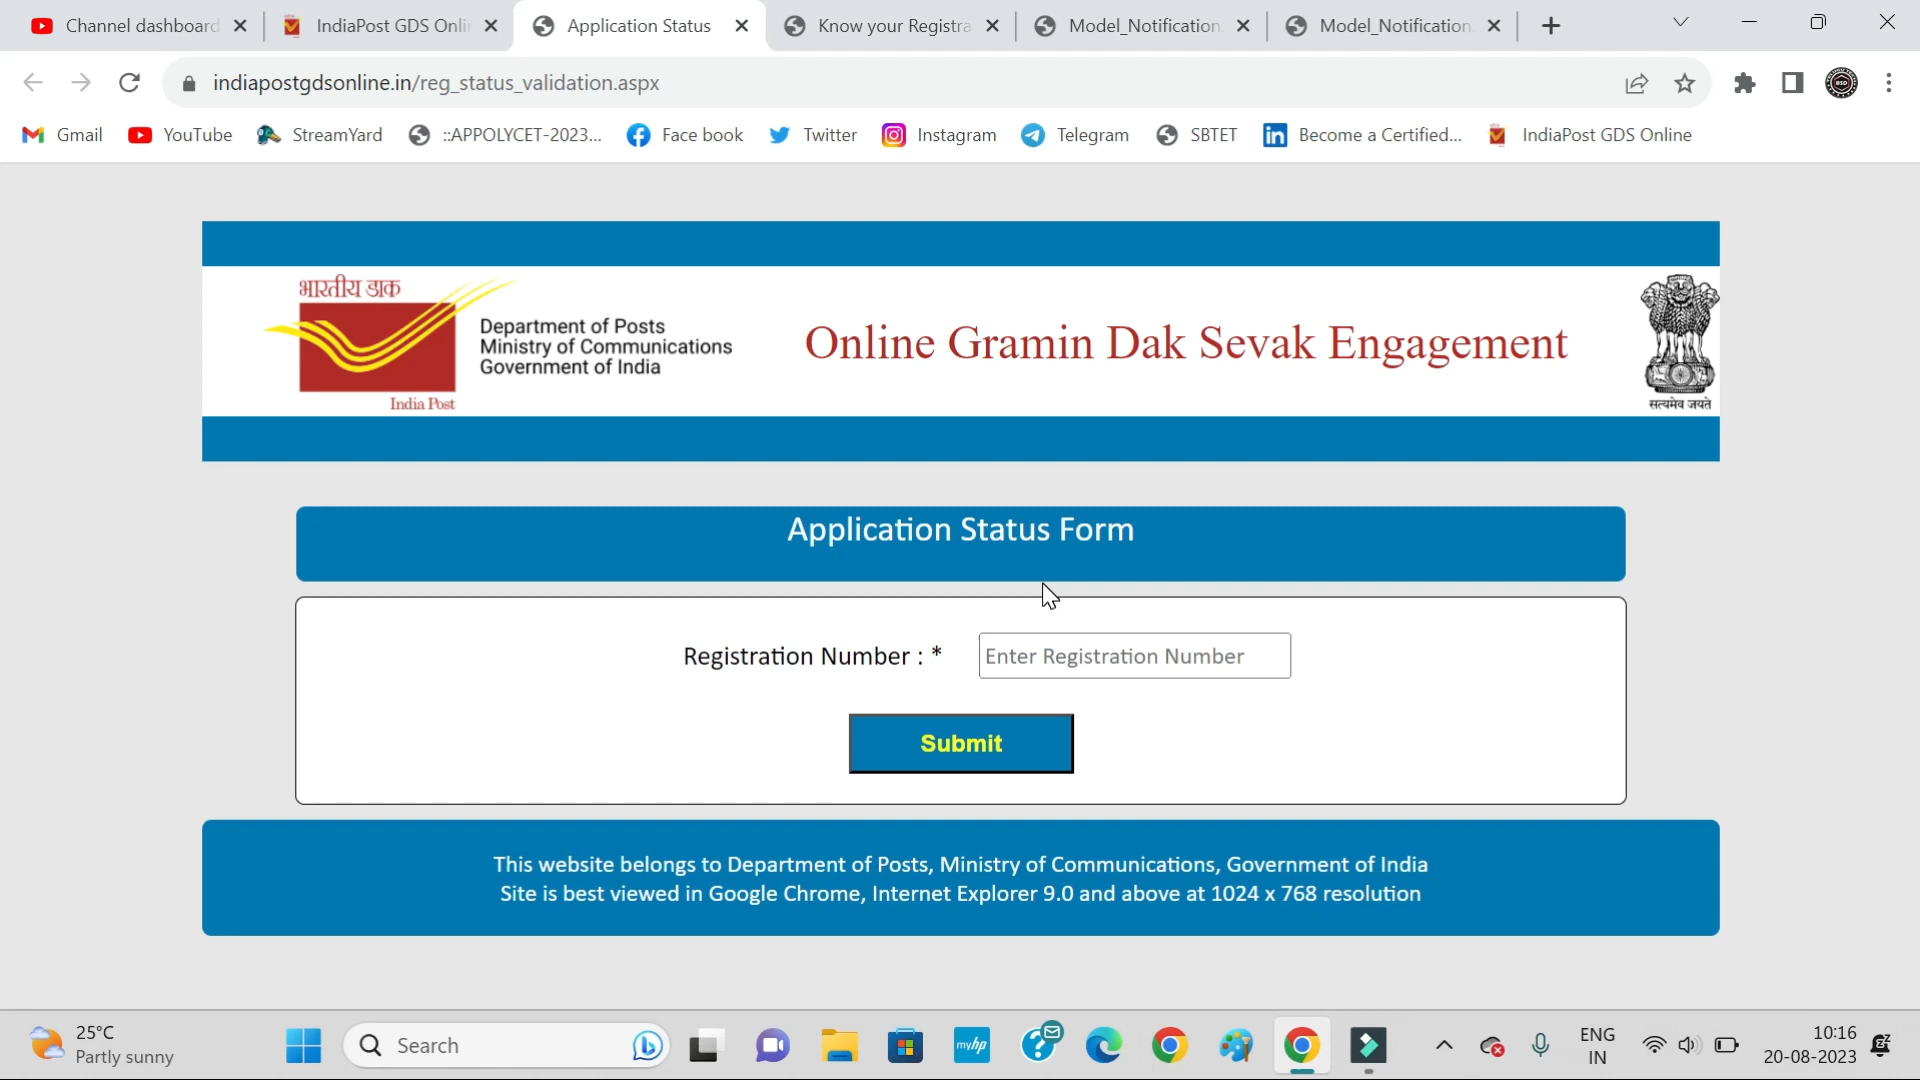 Channel dashboard
IndiaPost GDS Onlin
Application Status
Know your Registra
Model_Notification
Model_Notification
indiapostgdsonline.in/reg_status_validation.aspx
Gmail
YouTube
StreamYard
::APPOLYCET-2023...
Face book
Twitter
Instagram
Telegram
SBTET
Become a Certified...
IndiaPost GDS Online
भारतीय डाक
India Post
Department of Posts
Ministry of Communications
Government of India
Online Gramin Dak Sevak Engagement
सत्यमेव जयते
Application Status Form
Registration Number : *
Enter Registration Number
Submit
This website belongs to Department of Posts, Ministry of Communications, Government of India
Site is best viewed in Google Chrome, Internet Explorer 9.0 and above at 1024 x 768 resolution
25°C
Partly sunny
Search
myhp
ENG
IN
10:16
20-08-2023